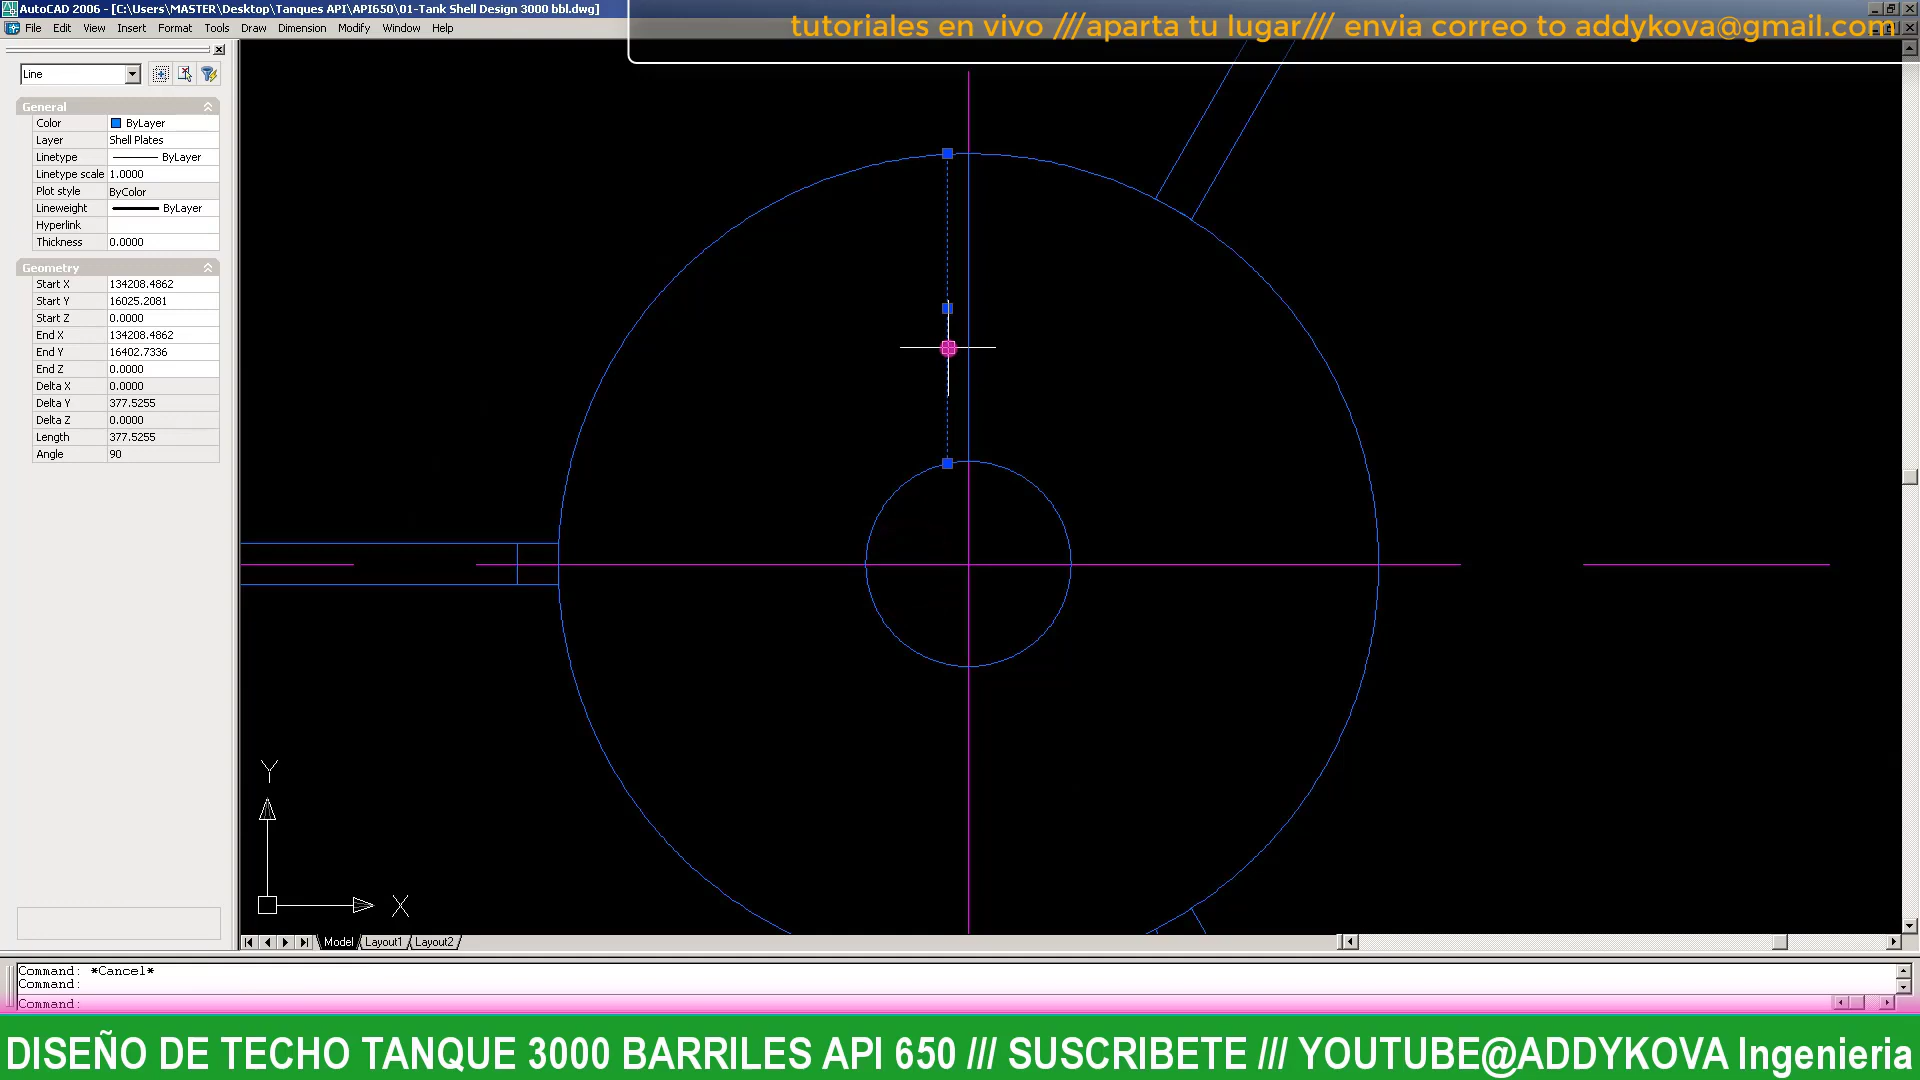 AutoCAD 2006 - [C:\Users\MASTER\Desktop\Tanques API\API650\01-Tank Shell Design 3000 bbl.dwg]
tutoriales en vivo ///aparta tu lugar/// envia correo to addykova@gmail.com
File Edit View Insert Format Tools Draw Dimension Modify Window Help
Line
General
Color ByLayer
Layer Shell Plates
Linetype ByLayer
Linetype scale 1.0000
Plot style ByColor
Lineweight ByLayer
Hyperlink
Thickness 0.0000
Geometry
Start X 134208.4862
Start Y 16025.2081
Start Z 0.0000
End X 134208.4862
End Y 16402.7336
End Z 0.0000
Delta X 0.0000
Delta Y 377.5255
Delta Z 0.0000
Length 377.5255
Angle 90
Y
X
Model Layout1 Layout2
Command: *Cancel*
Command:
Command:
DISEÑO DE TECHO TANQUE 3000 BARRILES API 650 /// SUSCRIBETE /// YOUTUBE@ADDYKOVA Ingenieria